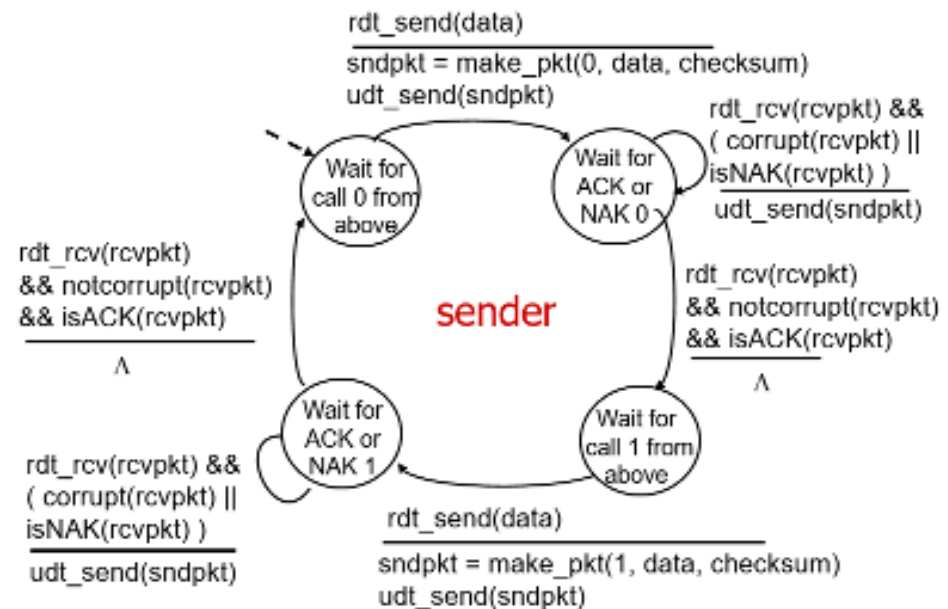 rdt_send(data)
sndpkt = make_pkt(0, data, checksum)
udt_send(sndpkt)
Wait for
call 0 from
above
Wait for
ACK or
NAK 0
rdt_rcv(rcvpkt) &&
( corrupt(rcvpkt) ||
isNAK(rcvpkt) )
udt_send(sndpkt)
rdt_rcv(rcvpkt)
&& notcorrupt(rcvpkt)
&& isACK(rcvpkt)
Λ
sender
rdt_rcv(rcvpkt)
&& notcorrupt(rcvpkt)
&& isACK(rcvpkt)
Λ
Wait for
ACK or
NAK 1
Wait for
call 1 from
above
rdt_rcv(rcvpkt) &&
( corrupt(rcvpkt) ||
isNAK(rcvpkt) )
udt_send(sndpkt)
rdt_send(data)
sndpkt = make_pkt(1, data, checksum)
udt_send(sndpkt)